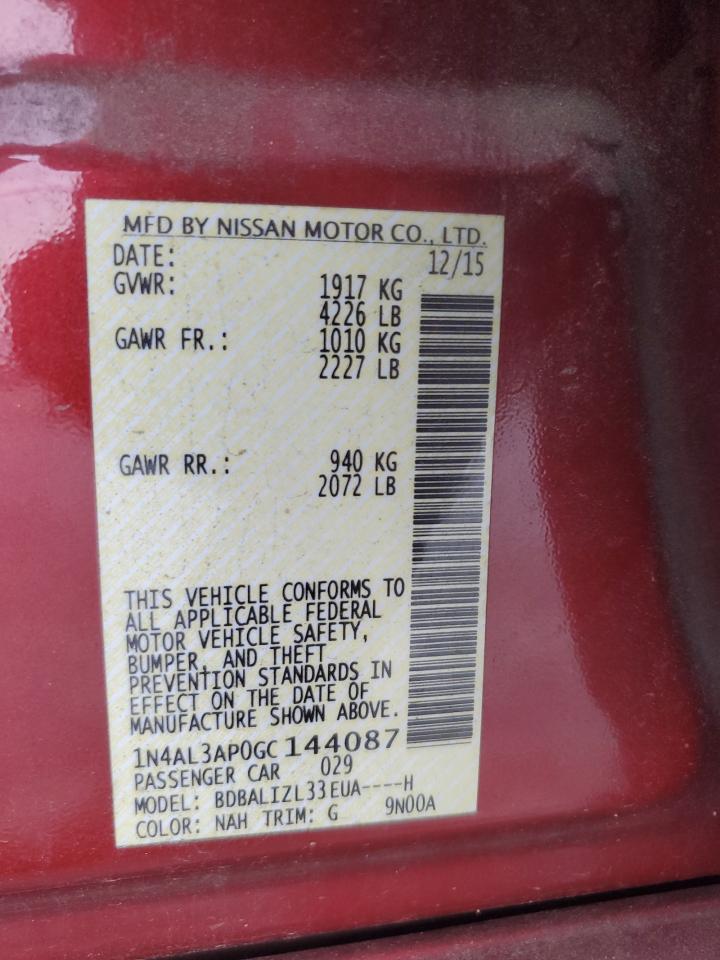 MFD BY NISSAN MOTOR CO., LTD.
DATE: 12/15
GVWR: 1917 KG
4226 LB
GAWR FR.: 1010 KG
2227 LB
GAWR RR.: 940 KG
2072 LB
THIS VEHICLE CONFORMS TO
ALL APPLICABLE FEDERAL
MOTOR VEHICLE SAFETY,
BUMPER, AND THEFT
PREVENTION STANDARDS IN
EFFECT ON THE DATE OF
MANUFACTURE SHOWN ABOVE.
1N4AL3AP0GC144087
PASSENGER CAR 029
MODEL: BDBALIZL33EUA----H
COLOR: NAH TRIM: G 9N00A